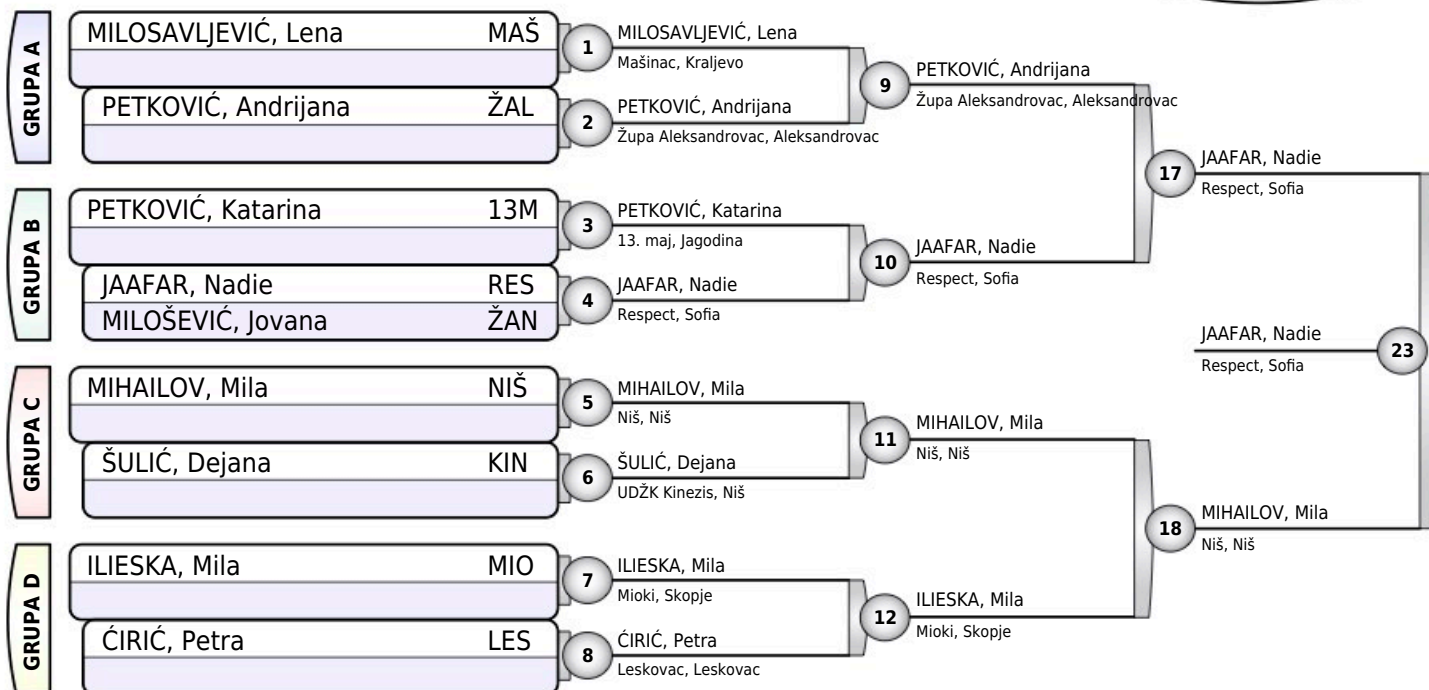 GRUPA A
MILOSAVLJEVIĆ, Lena MAŠ
PETKOVIĆ, Andrijana ŽAL
1
MILOSAVLJEVIĆ, Lena
Mašinac, Kraljevo
2
PETKOVIĆ, Andrijana
Župa Aleksandrovac, Aleksandrovac
9
PETKOVIĆ, Andrijana
Župa Aleksandrovac, Aleksandrovac
GRUPA B
PETKOVIĆ, Katarina 13M
JAAFAR, Nadie RES
MILOŠEVIĆ, Jovana ŽAN
3
PETKOVIĆ, Katarina
13. maj, Jagodina
4
JAAFAR, Nadie
Respect, Sofia
10
JAAFAR, Nadie
Respect, Sofia
17
JAAFAR, Nadie
Respect, Sofia
GRUPA C
MIHAILOV, Mila NIŠ
ŠULIĆ, Dejana KIN
5
MIHAILOV, Mila
Niš, Niš
6
ŠULIĆ, Dejana
UDŽK Kinezis, Niš
11
MIHAILOV, Mila
Niš, Niš
GRUPA D
ILIESKA, Mila MIO
ĆIRIĆ, Petra LES
7
ILIESKA, Mila
Mioki, Skopje
8
ĆIRIĆ, Petra
Leskovac, Leskovac
12
ILIESKA, Mila
Mioki, Skopje
18
MIHAILOV, Mila
Niš, Niš
JAAFAR, Nadie
Respect, Sofia
23